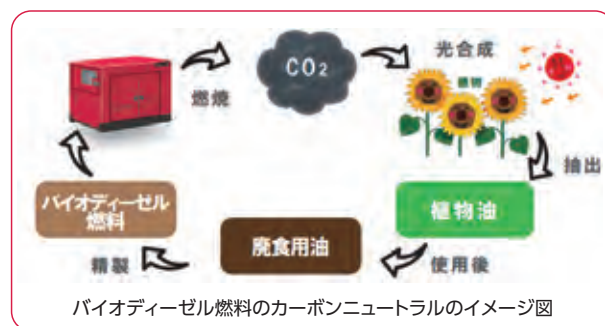 CO2
光合成
植物
燃焼
抽出
バイオディーゼル
燃料
廃食用油
植物油
精製
使用後
バイオディーゼル燃料のカーボンニュートラルのイメージ図